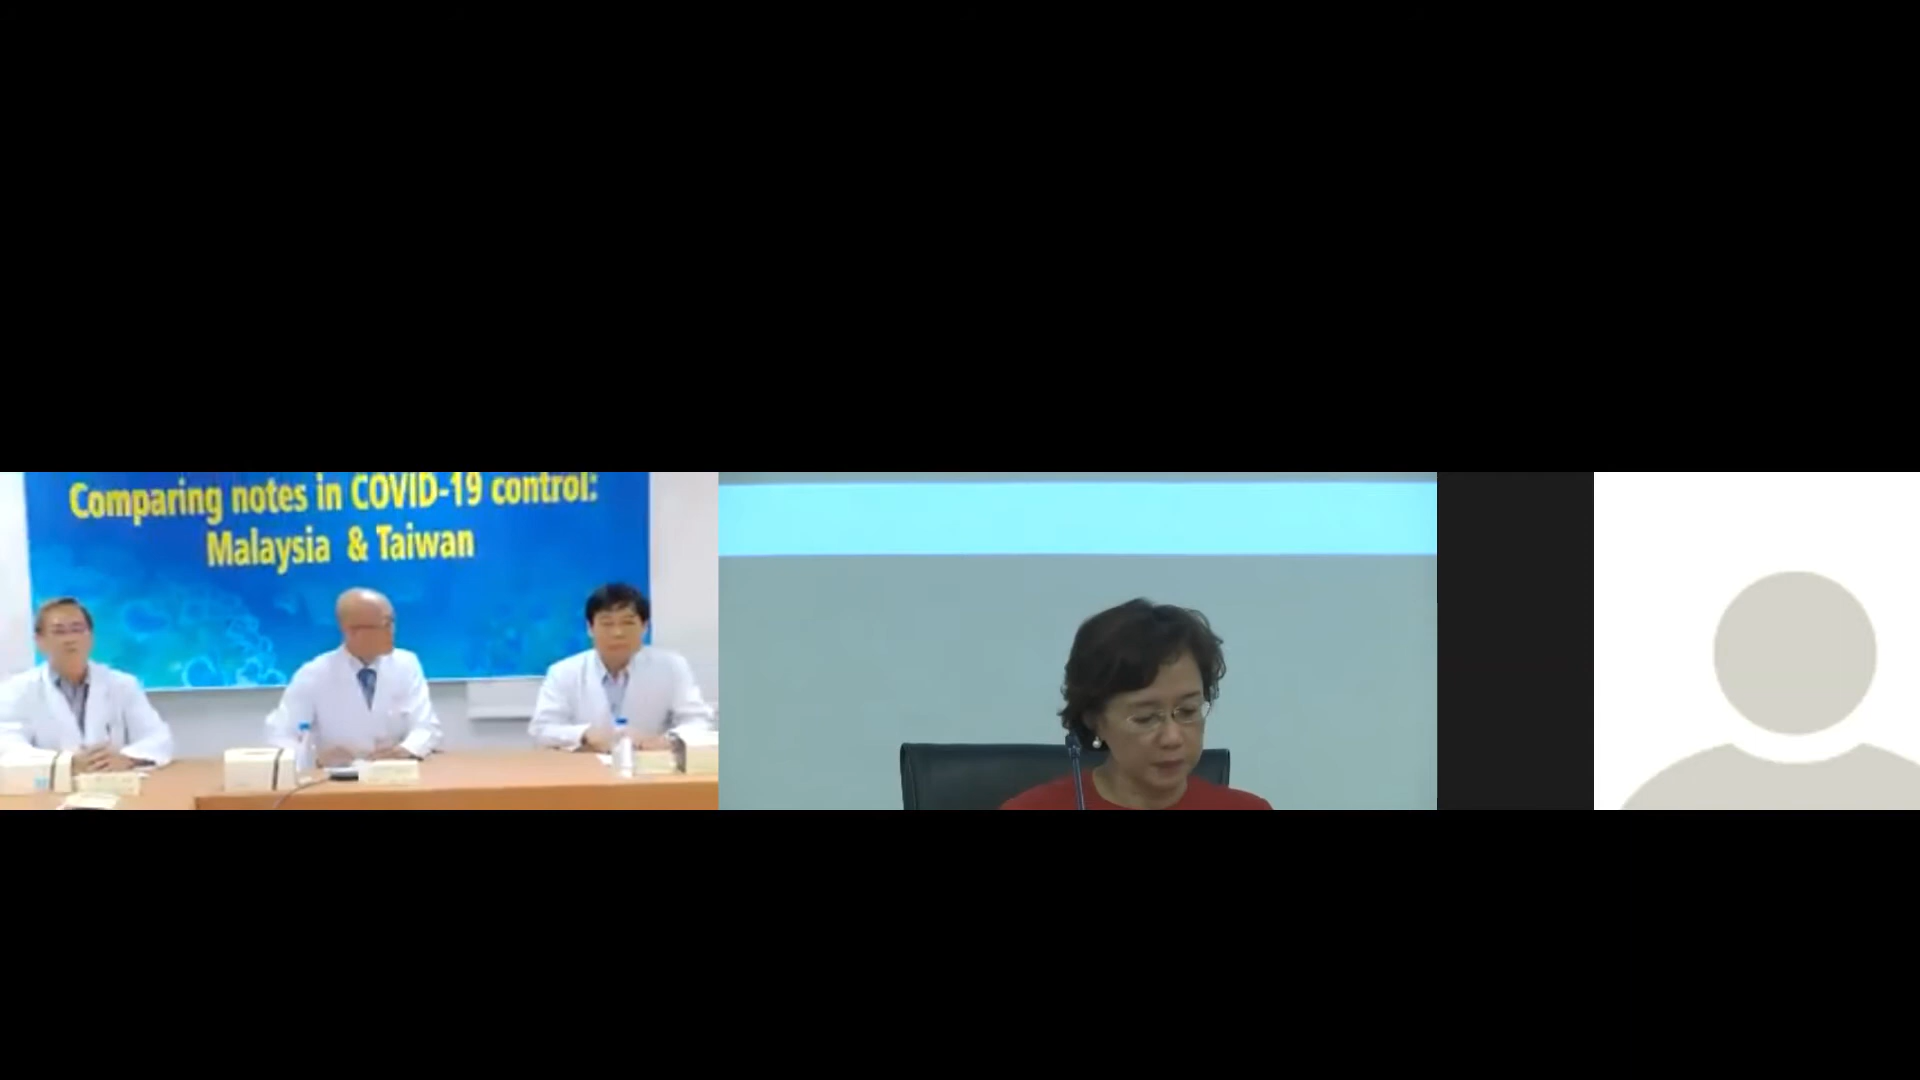 Comparing notes in COVID-19 control:
Malaysia & Taiwan